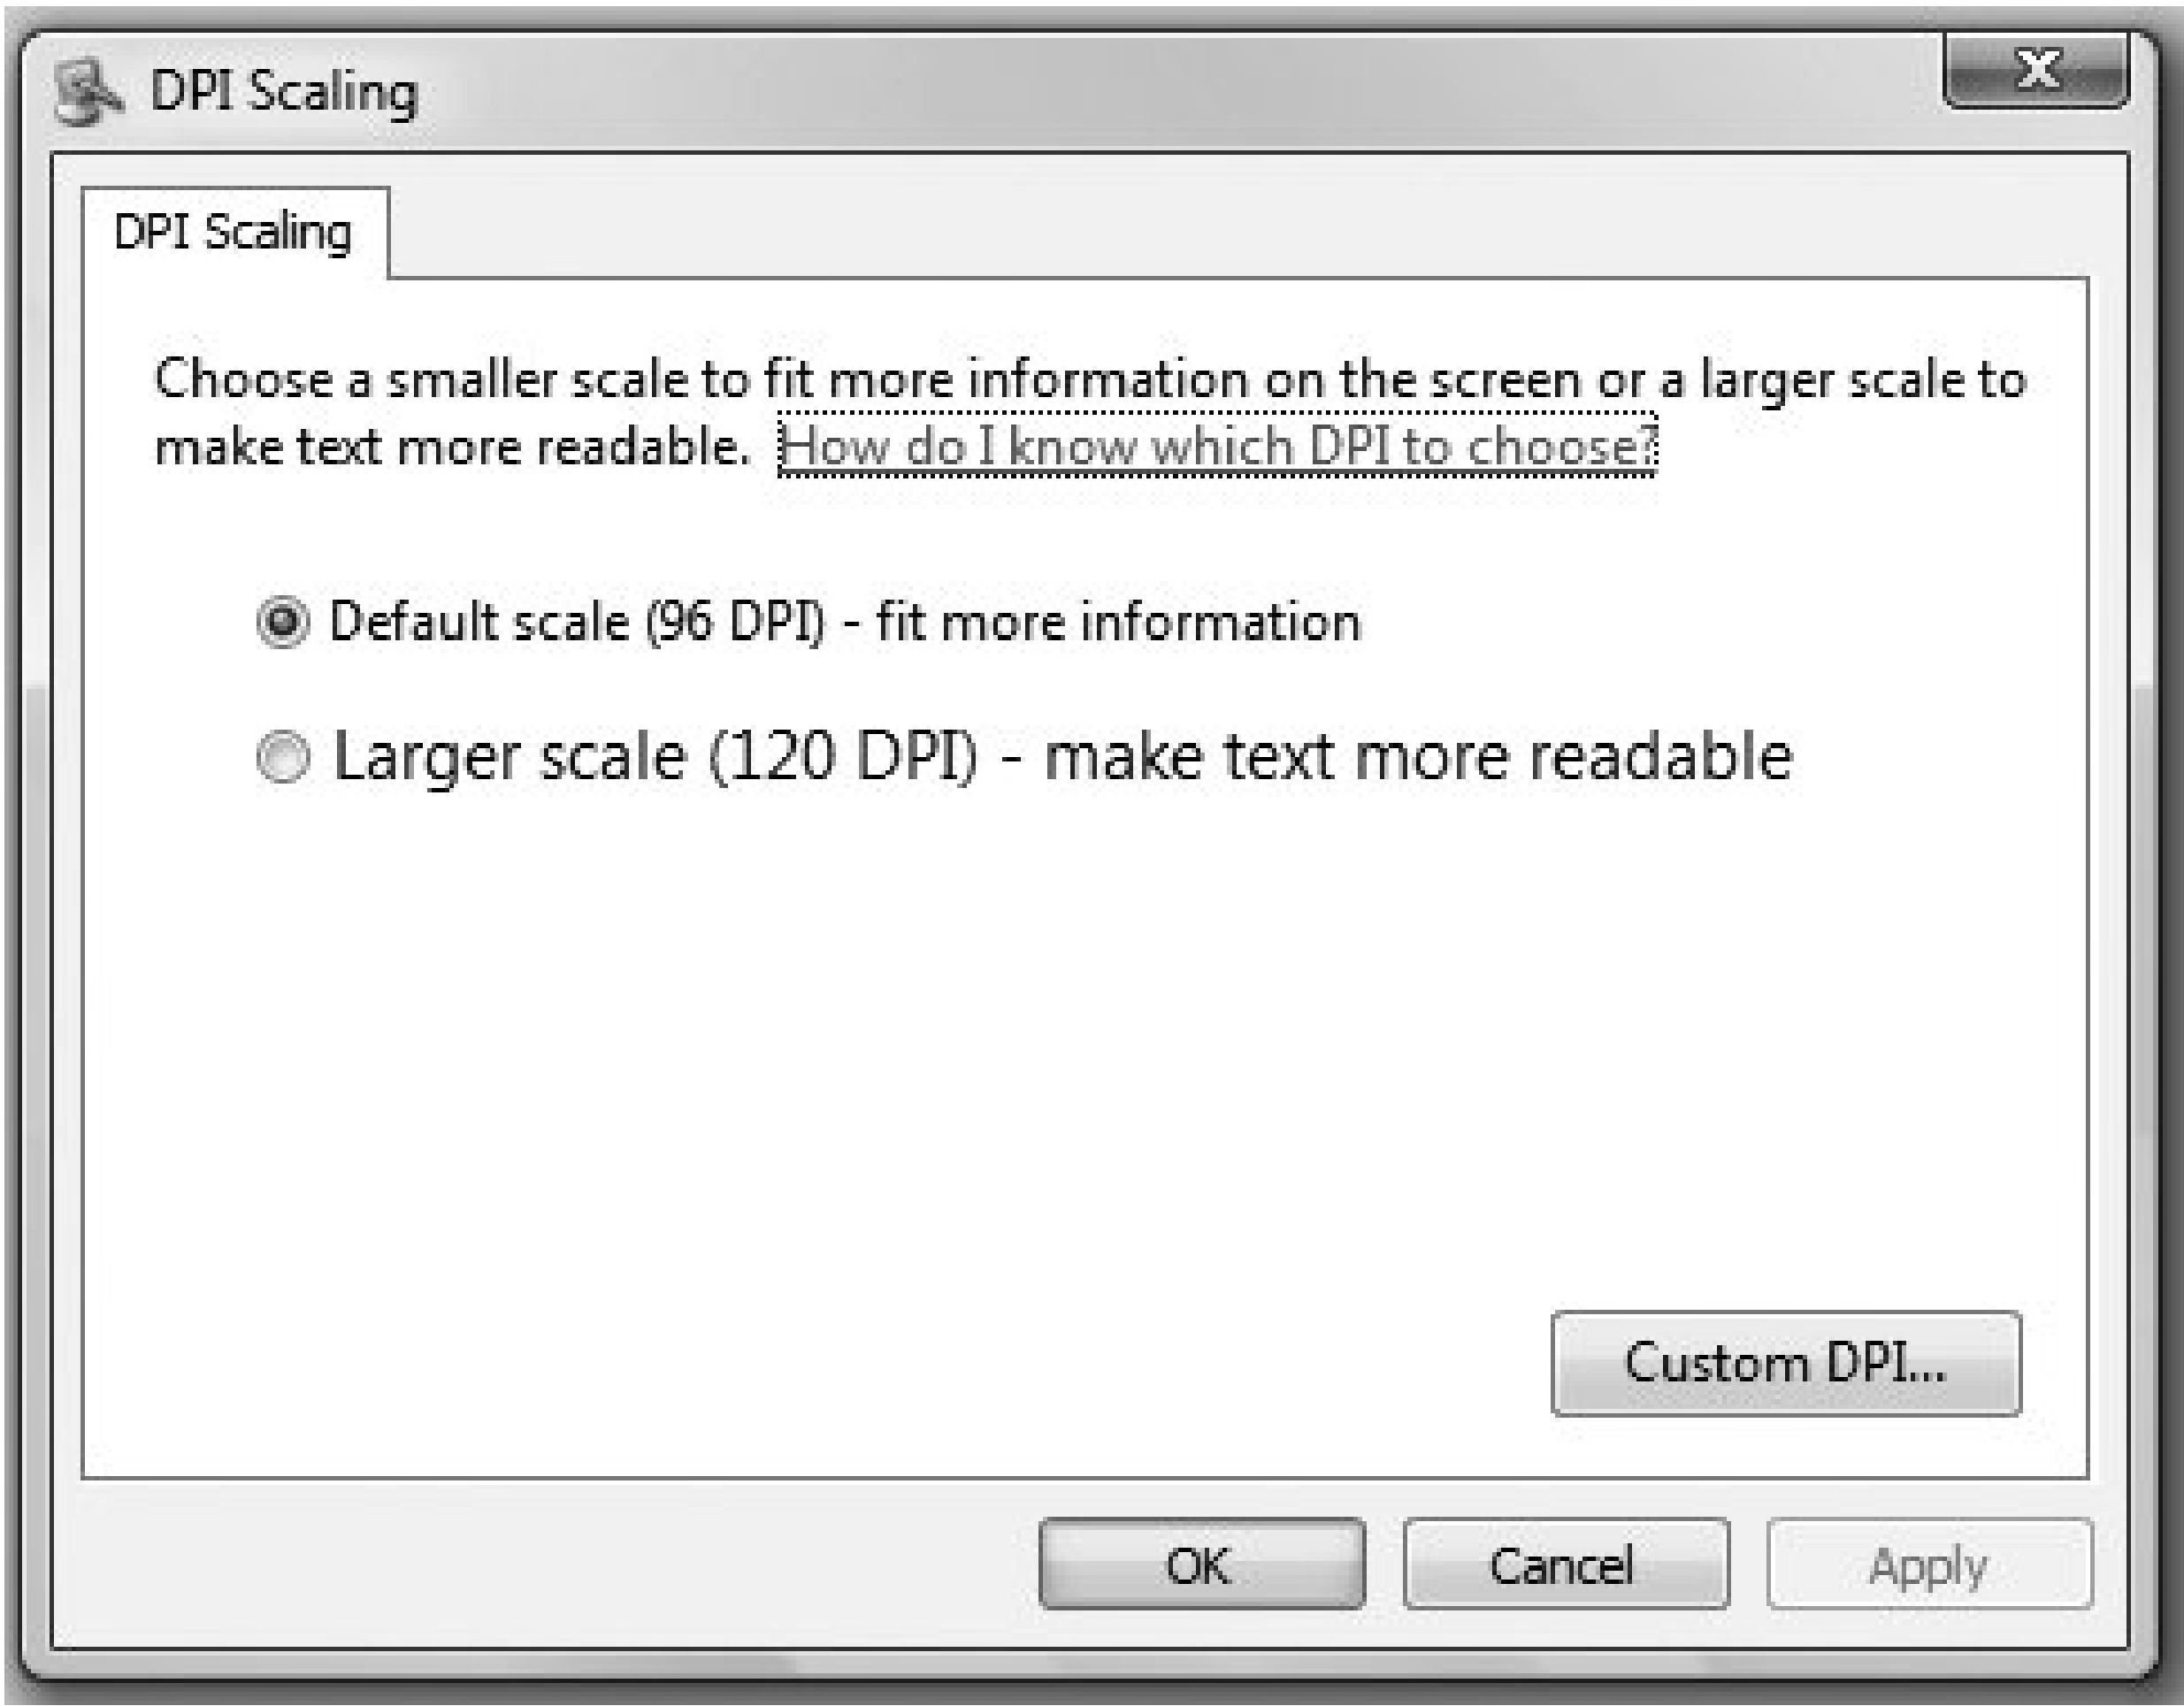 DPI Scaling
DPI Scaling
Choose a smaller scale to fit more information on the screen or a larger scale to
make text more readable. How do I know which DPI to choose?
Default scale (96 DPI) - fit more information
Larger scale (120 DPI) - make text more readable
Custom DPI...
OK Cancel Apply